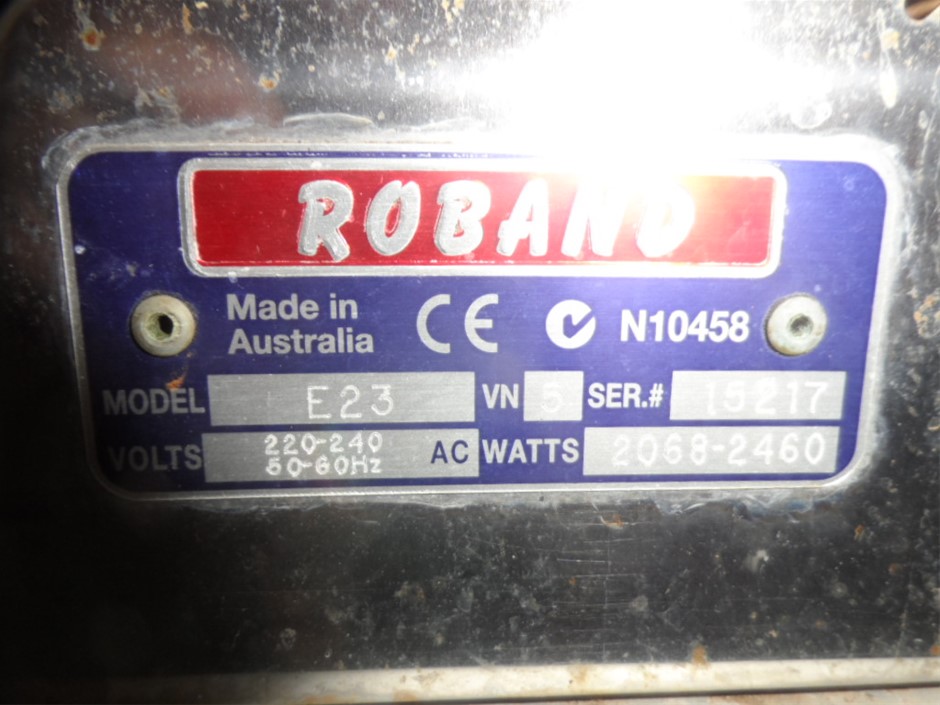 ROBAND
Made in
Australia
CE
N10458
MODEL E23 VN 5 SER.# 15217
VOLTS 220-240 AC WATTS 2068-2460
50-60Hz